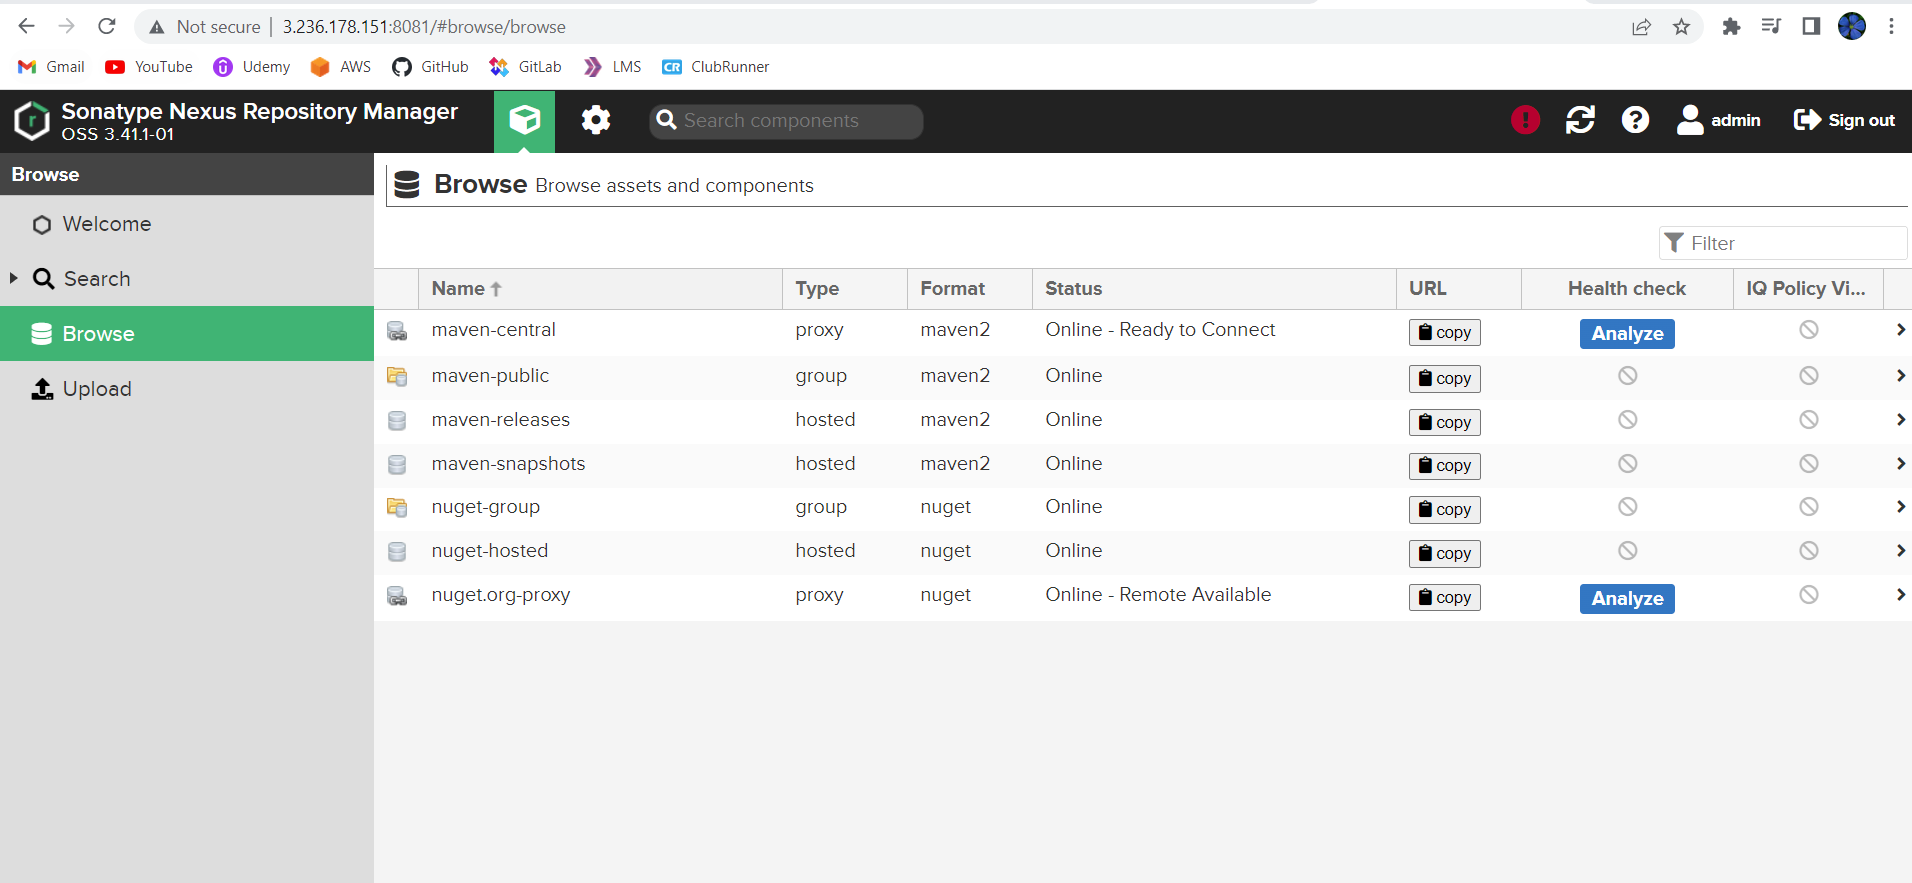 Not secure 3.236.178.151:8081/#browse/browse
Gmail YouTube Udemy AWS GitHub GitLab LMS CR ClubRunner
Sonatype Nexus Repository Manager
OSS 3.41.1-01
Search components
! ? admin Sign out
Browse
Welcome
Search
Browse
Upload
Browse Browse assets and components
Filter
Name Type Format Status URL Health check IQ Policy Vi...
maven-central proxy maven2 Online - Ready to Connect copy Analyze
maven-public group maven2 Online copy
maven-releases hosted maven2 Online copy
maven-snapshots hosted maven2 Online copy
nuget-group group nuget Online copy
nuget-hosted hosted nuget Online copy
nuget.org-proxy proxy nuget Online - Remote Available copy Analyze